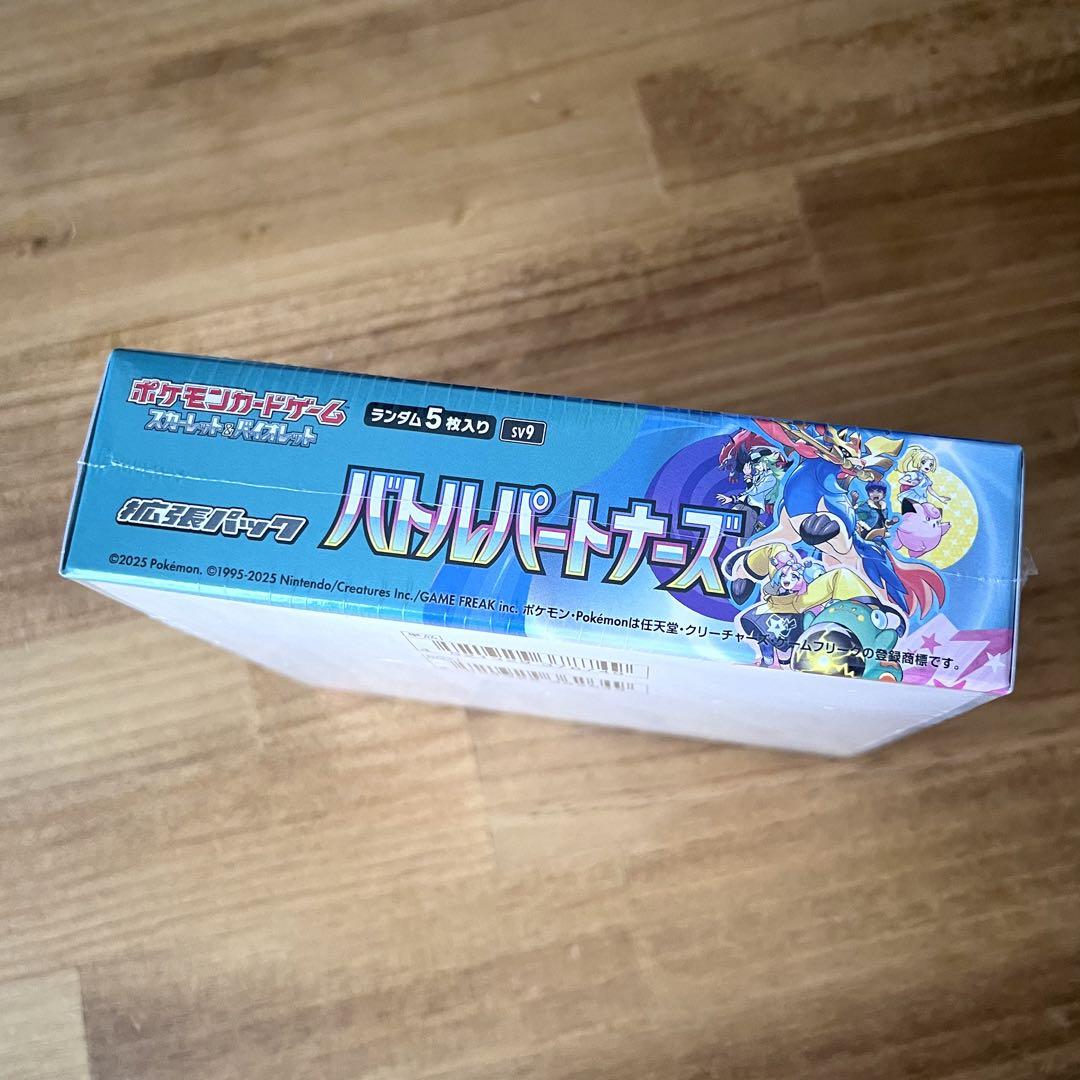 ポケモンカードゲーム
スカーレット&バイオレット
ランダム5枚入り
SV9
拡張パック
バトルパートナーズ
©2025 Pokémon. ©1995-2025 Nintendo/Creatures Inc./GAME FREAK inc. ポケモン・Pokémonは任天堂・クリーチャーズ・ゲームフリークの登録商標です。